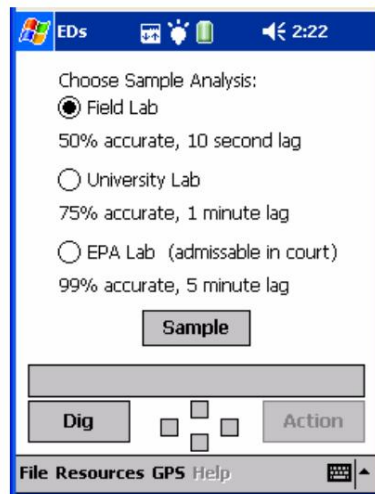 EDs 2:22
Choose Sample Analysis:
Field Lab
50% accurate, 10 second lag
University Lab
75% accurate, 1 minute lag
EPA Lab (admissable in court)
99% accurate, 5 minute lag
Sample
Dig Action
File Resources GPS Help